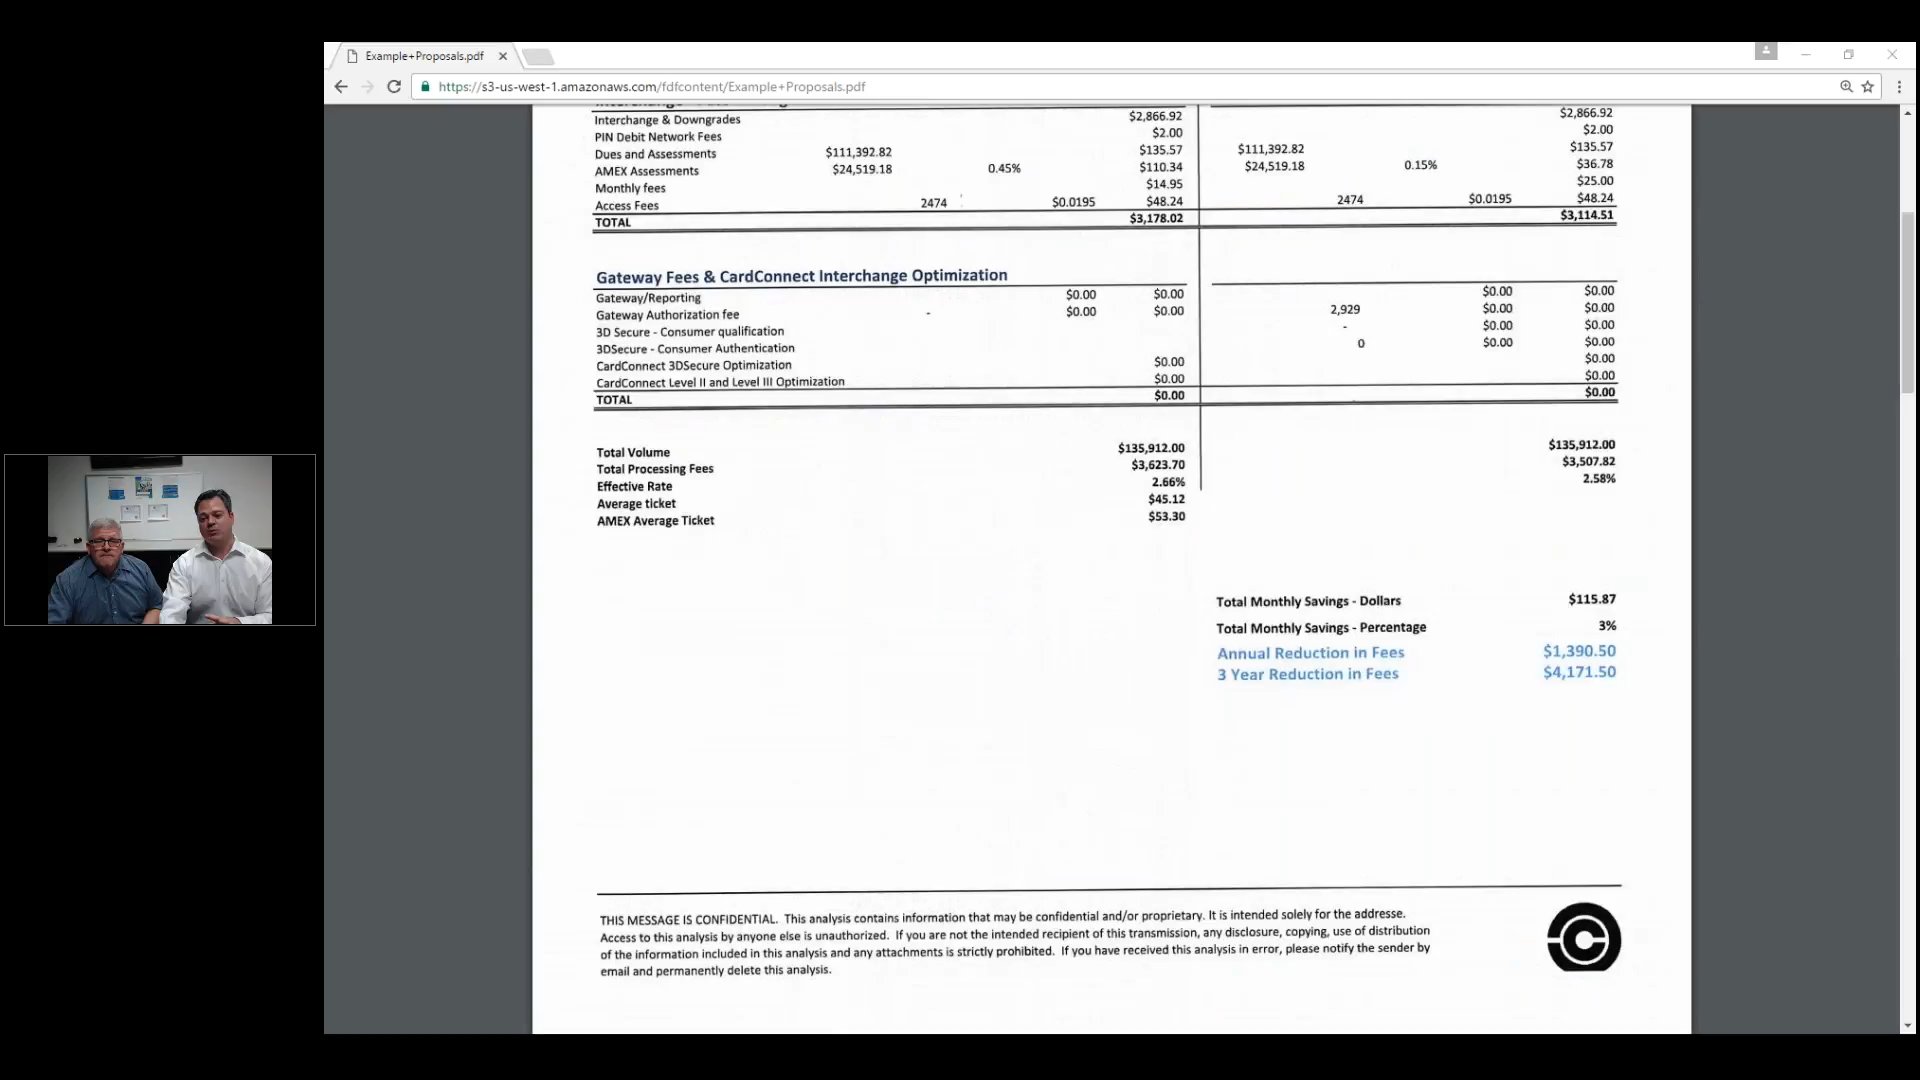 Example+Proposals.pdf
https://s3-us-west-1.amazonaws.com/fdfcontent/Example+Proposals.pdf
Interchange & Downgrades $2,866.92 $2,866.92
PIN Debit Network Fees $2.00 $2.00
Dues and Assessments $111,392.82 $135.57 $111,392.82 $135.57
AMEX Assessments $24,519.18 0.45% $110.34 $24,519.18 0.15% $36.78
Monthly fees $14.95 $25.00
Access Fees 2474 $0.0195 $48.24 2474 $0.0195 $48.24
TOTAL $3,178.02 $3,114.51
Gateway Fees & CardConnect Interchange Optimization
Gateway/Reporting $0.00 $0.00 $0.00 $0.00
Gateway Authorization fee - $0.00 $0.00 2,929 $0.00 $0.00
3D Secure - Consumer qualification - $0.00 $0.00
3DSecure - Consumer Authentication 0 $0.00 $0.00
CardConnect 3DSecure Optimization $0.00 $0.00
CardConnect Level II and Level III Optimization $0.00 $0.00
TOTAL $0.00 $0.00
Total Volume $135,912.00 $135,912.00
Total Processing Fees $3,623.70 $3,507.82
Effective Rate 2.66% 2.58%
Average ticket $45.12
AMEX Average Ticket $53.30
Total Monthly Savings - Dollars $115.87
Total Monthly Savings - Percentage 3%
Annual Reduction in Fees $1,390.50
3 Year Reduction in Fees $4,171.50
THIS MESSAGE IS CONFIDENTIAL. This analysis contains information that may be confidential and/or proprietary. It is intended solely for the addresse.
Access to this analysis by anyone else is unauthorized. If you are not the intended recipient of this transmission, any disclosure, copying, use of distribution
of the information included in this analysis and any attachments is strictly prohibited. If you have received this analysis in error, please notify the sender by
email and permanently delete this analysis.